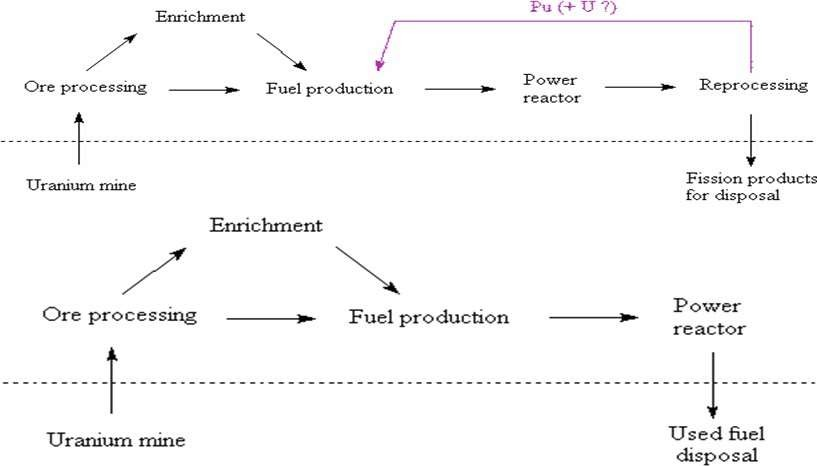 Pu (+ U ?)
Enrichment
Ore processing
Fuel production
Power
reactor
Reprocessing
Uranium mine
Fission products
for disposal
Enrichment
Ore processing
Fuel production
Power
reactor
Uranium mine
Used fuel
disposal